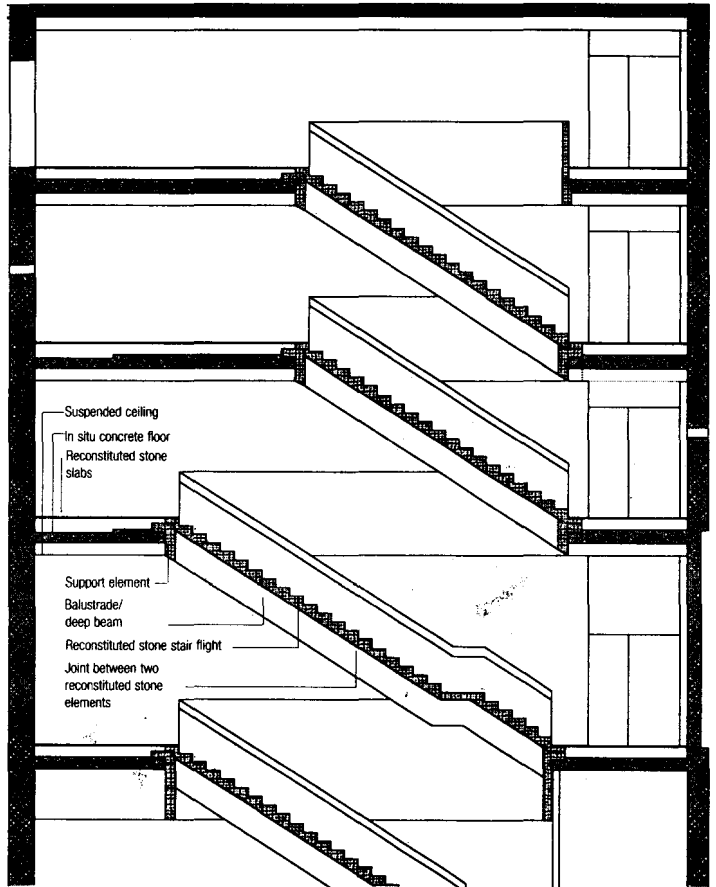 Suspended ceiling
In situ concrete floor
Reconstituted stone
slabs
Support element
Balustrade/
deep beam
Reconstituted stone stair flight
Joint between two
reconstituted stone
elements